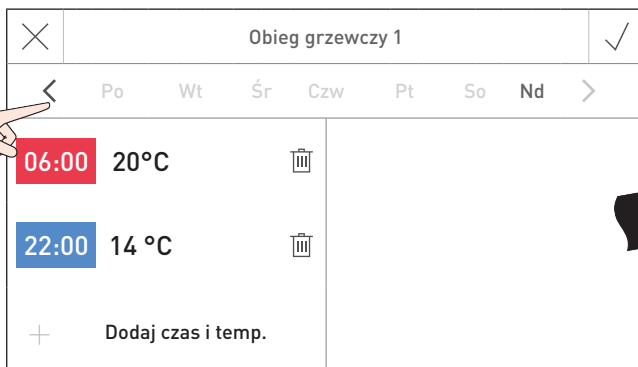 Obieg grzewczy 1
Po Wt Śr Czw Pt So Nd
06:00 20°C
22:00 14 °C
Dodaj czas i temp.